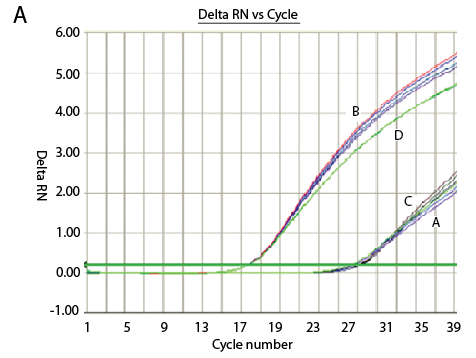 A
Delta RN vs Cycle
6.00
5.00
4.00
3.00
2.00
1.00
0.00
-1.00
Delta RN
B
D
C
A
1 5 9 13 17 19 23 27 31 35 39
Cycle number